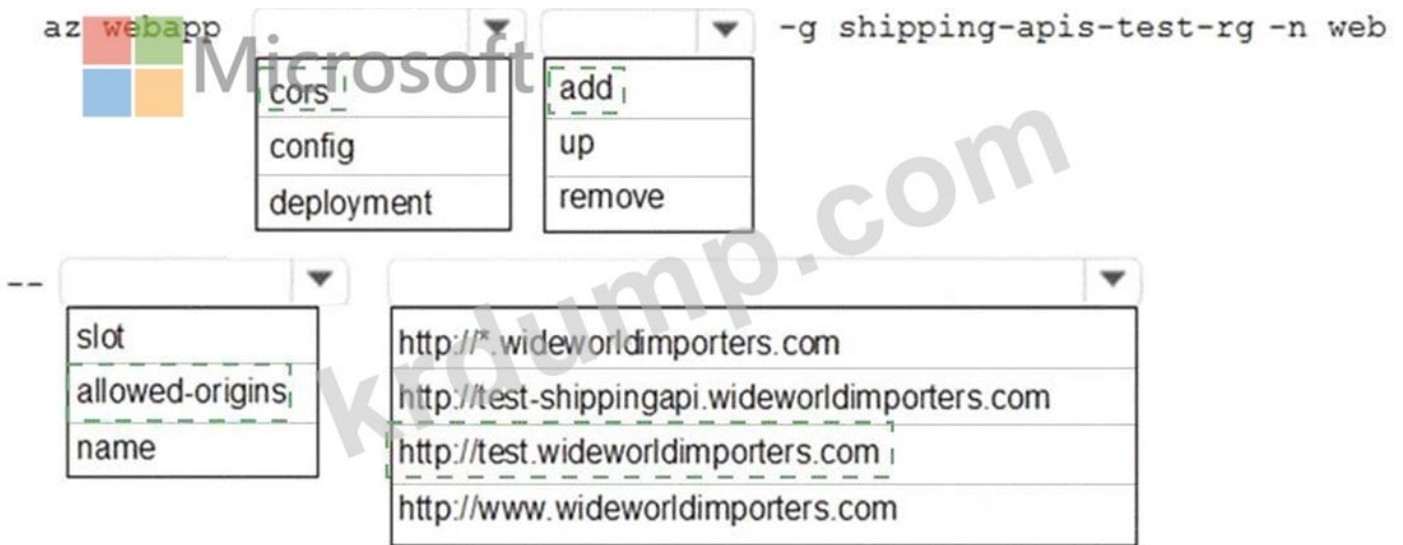 az webapp -g shipping-apis-test-rg -n web
Microsoft
cors
config
deployment
add
up
remove
--
slot
allowed-origins
name
http://*.wideworldimporters.com
http://test-shippingapi.wideworldimporters.com
http://test.wideworldimporters.com
http://www.wideworldimporters.com
krdump.com